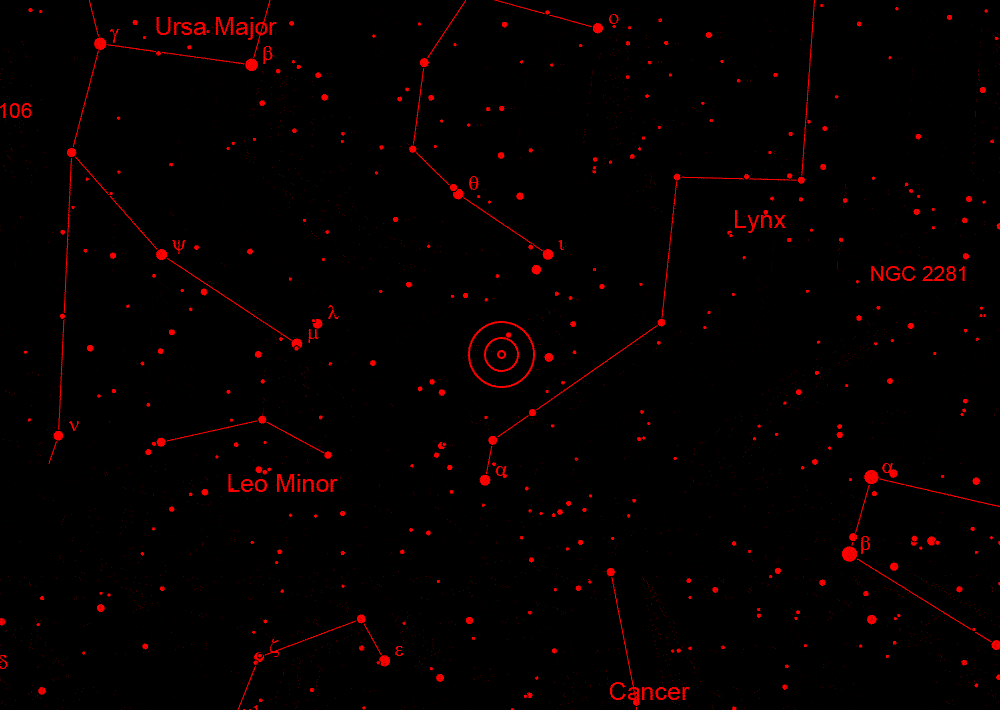 ο
Ursa Major
γ
β
106
θ
Lynx
ψ
ι
NGC 2281
λ
μ
ν
α
α
Leo Minor
β
ζ
ε
δ
Cancer